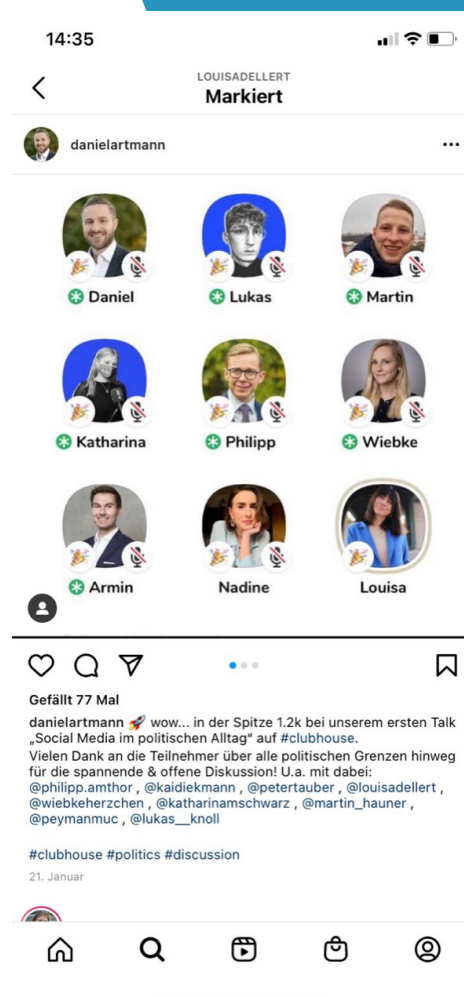 14:35
LOUISADELLERT
Markiert
danielartmann
Daniel
Lukas
Martin
Katharina
Philipp
Wiebke
Armin
Nadine
Louisa
Gefällt 77 Mal
danielartmann 🚀 wow... in der Spitze 1.2k bei unserem ersten Talk
„Social Media im politischen Alltag“ auf #clubhouse.
Vielen Dank an die Teilnehmer über alle politischen Grenzen hinweg
für die spannende & offene Diskussion! U.a. mit dabei:
@philipp.amthor , @kaidiekmann , @petertauber , @louisadellert ,
@wiebkeherzchen , @katharinamschwarz , @martin_hauner ,
@peymanmuc , @lukas__knoll
#clubhouse #politics #discussion
21. Januar